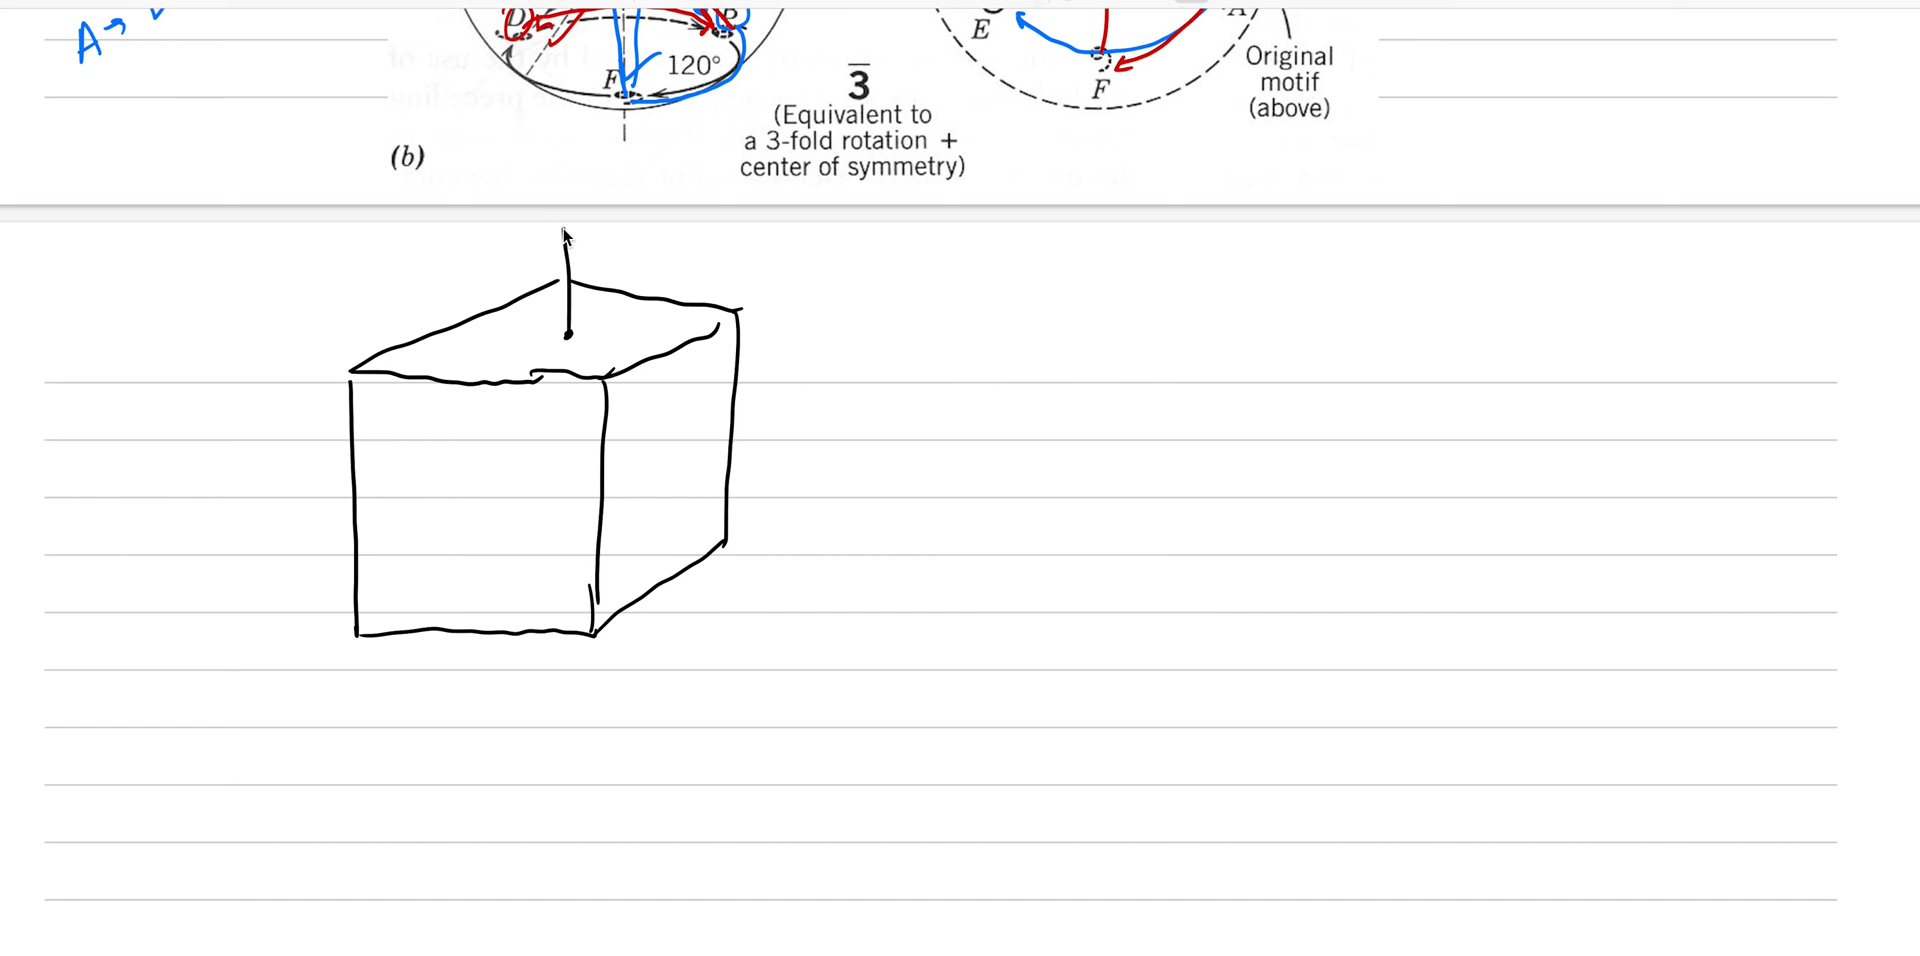 A→
D
B
F
120°
(b)
3̅
(Equivalent to
a 3-fold rotation +
center of symmetry)
E
F
A
Original
motif
(above)